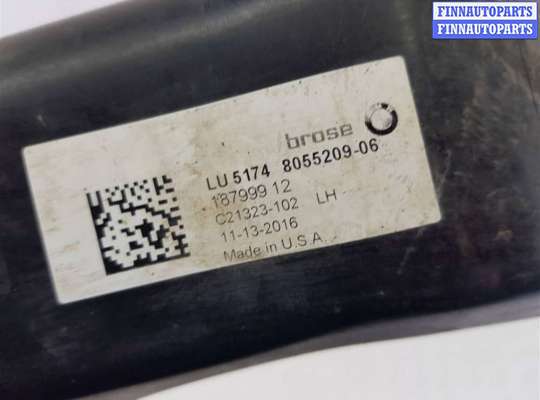 FINNAUTOPARTS
FINNAUTOPARTS
brose
LU 5174 8055209-06
187999 12
C21323-102 LH
11-13-2016
Made in U.S.A.